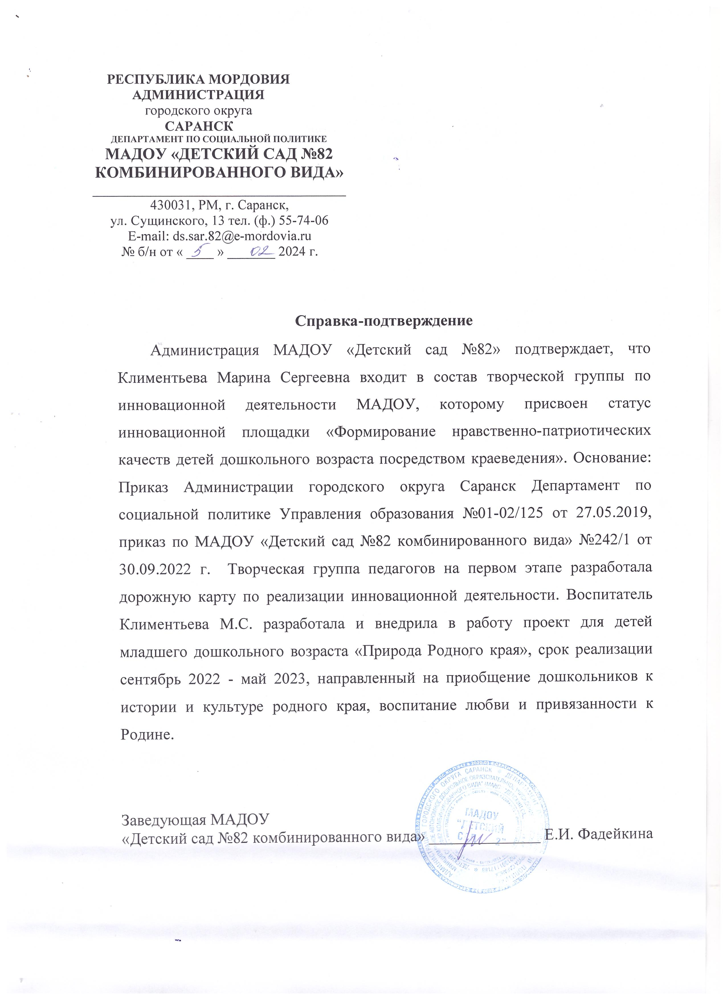 РЕСПУБЛИКА МОРДОВИЯ
АДМИНИСТРАЦИЯ
городского округа
САРАНСК
ДЕПАРТАМЕНТ ПО СОЦИАЛЬНОЙ ПОЛИТИКЕ
МАДОУ «ДЕТСКИЙ САД №82
КОМБИНИРОВАННОГО ВИДА»
430031, РМ, г. Саранск,
ул. Сущинского, 13 тел. (ф.) 55-74-06
E-mail: ds.sar.82@e-mordovia.ru
№ б/н от « 5 » 02 2024 г.
Справка-подтверждение
Администрация МАДОУ «Детский сад №82» подтверждает, что
Климентьева Марина Сергеевна входит в состав творческой группы по
инновационной деятельности МАДОУ, которому присвоен статус
инновационной площадки «Формирование нравственно-патриотических
качеств детей дошкольного возраста посредством краеведения». Основание:
Приказ Администрации городского округа Саранск Департамент по
социальной политике Управления образования №01-02/125 от 27.05.2019,
приказ по МАДОУ «Детский сад №82 комбинированного вида» №242/1 от
30.09.2022 г. Творческая группа педагогов на первом этапе разработала
дорожную карту по реализации инновационной деятельности. Воспитатель
Климентьева М.С. разработала и внедрила в работу проект для детей
младшего дошкольного возраста «Природа Родного края», срок реализации
сентябрь 2022 - май 2023, направленный на приобщение дошкольников к
истории и культуре родного края, воспитание любви и привязанности к
Родине.
Заведующая МАДОУ
«Детский сад №82 комбинированного вида» Е.И. Фадейкина
МАДОУ
"ДЕТСКИЙ
АДМИНИСТРАЦИЯ ГОРОДСКОГО ОКРУГА САРАНСК * ДЕПАРТАМЕНТ